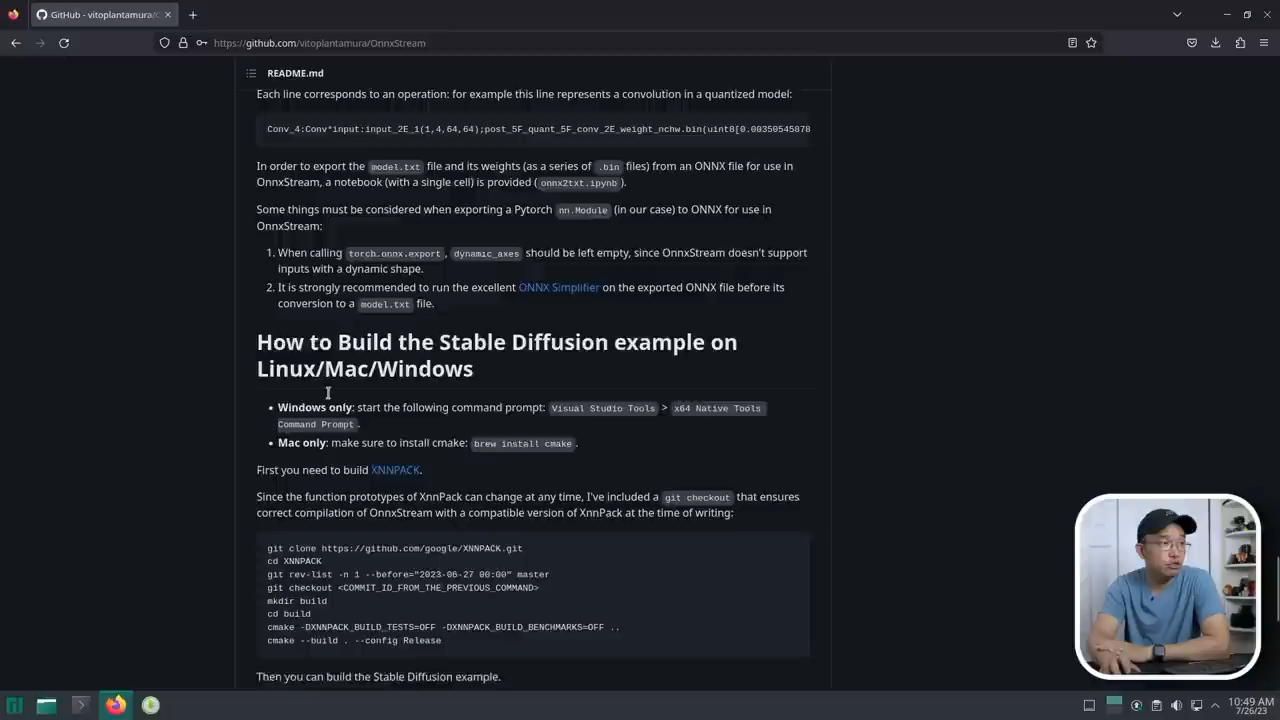 GitHub - vitoplantamura/
https://github.com/vitoplantamura/OnnxStream
README.md
Each line corresponds to an operation: for example this line represents a convolution in a quantized model:
Conv_4:Conv*input:input_2E_1(1,4,64,64);post_5F_quant_5F_conv_2E_weight_nchw.bin(uint8[0.00350545878
In order to export the model.txt file and its weights (as a series of .bin files) from an ONNX file for use in
OnnxStream, a notebook (with a single cell) is provided (onnx2txt.ipynb).
Some things must be considered when exporting a Pytorch nn.Module (in our case) to ONNX for use in
OnnxStream:
1. When calling torch.onnx.export, dynamic_axes should be left empty, since OnnxStream doesn't support
inputs with a dynamic shape.
2. It is strongly recommended to run the excellent ONNX Simplifier on the exported ONNX file before its
conversion to a model.txt file.
How to Build the Stable Diffusion example on
Linux/Mac/Windows
• Windows only: start the following command prompt: Visual Studio Tools > x64 Native Tools
Command Prompt.
• Mac only: make sure to install cmake: brew install cmake.
First you need to build XNNPACK.
Since the function prototypes of XnnPack can change at any time, I've included a git checkout that ensures
correct compilation of OnnxStream with a compatible version of XnnPack at the time of writing:
git clone https://github.com/google/XNNPACK.git
cd XNNPACK
git rev-list -n 1 --before="2023-06-27 00:00" master
git checkout <COMMIT_ID_FROM_THE_PREVIOUS_COMMAND>
mkdir build
cd build
cmake -DXNNPACK_BUILD_TESTS=OFF -DXNNPACK_BUILD_BENCHMARKS=OFF ..
cmake --build . --config Release
Then you can build the Stable Diffusion example.
10:49 AM
7/26/23